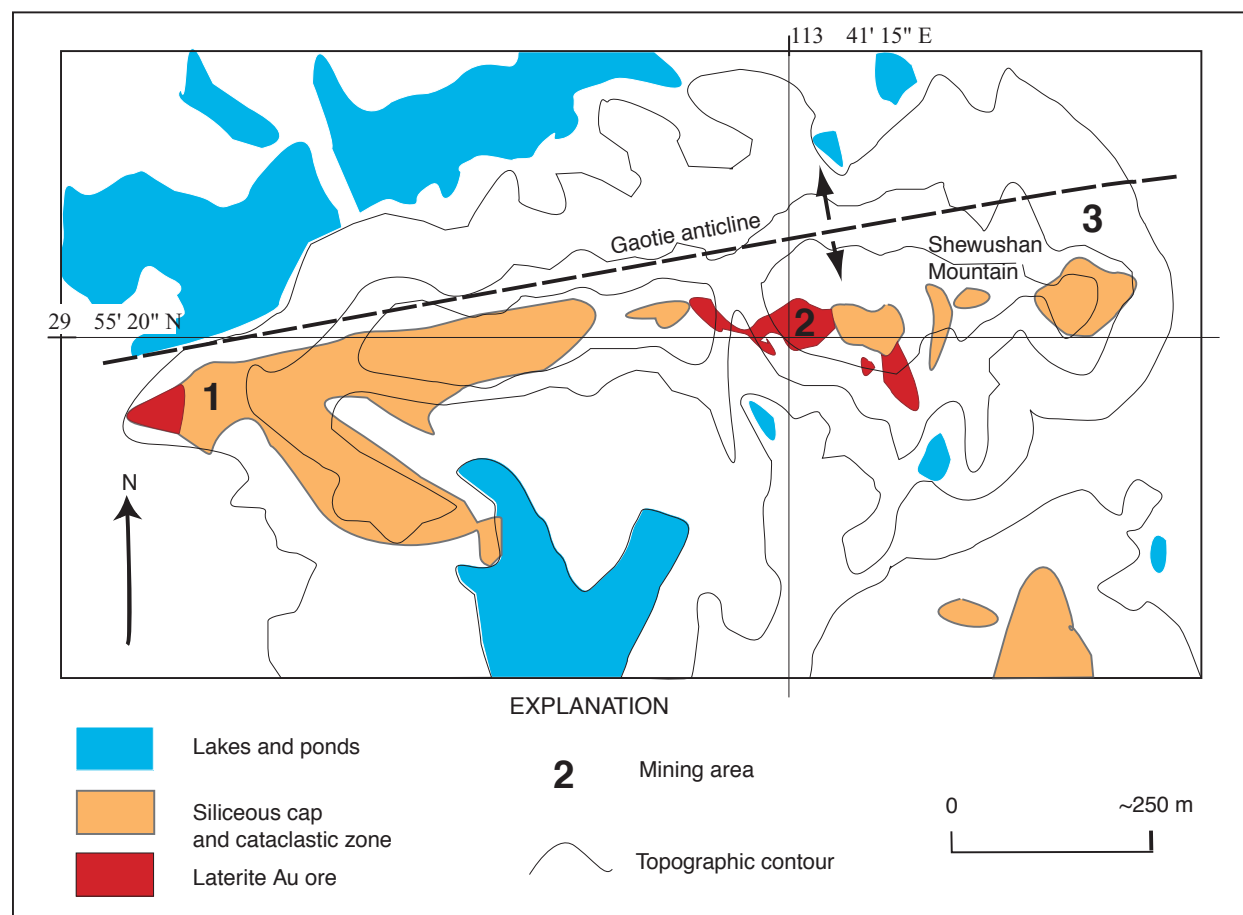 113 41' 15" E
Gaotie anticline
3
Shewushan
Mountain
29 55' 20" N
2
1
N
EXPLANATION
Lakes and ponds
2 Mining area
Siliceous cap
and cataclastic zone
0 ~250 m
Laterite Au ore
Topographic contour